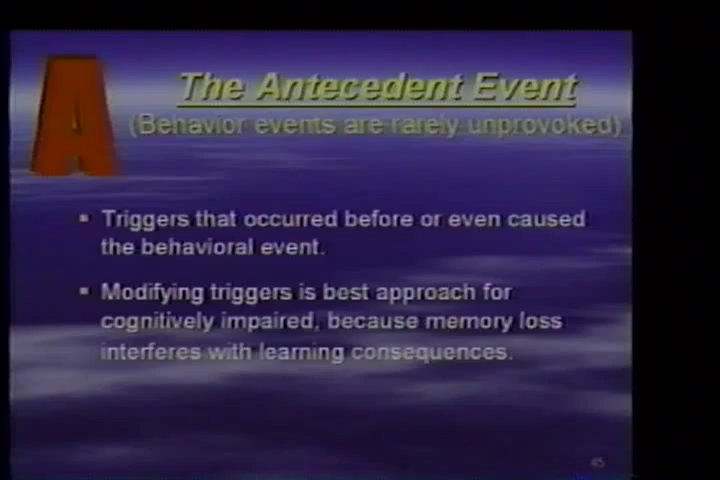 A
The Antecedent Event
(Behavior events are rarely unprovoked)
▪ Triggers that occurred before or even caused
the behavioral event.
▪ Modifying triggers is best approach for
cognitively impaired, because memory loss
interferes with learning consequences.
45